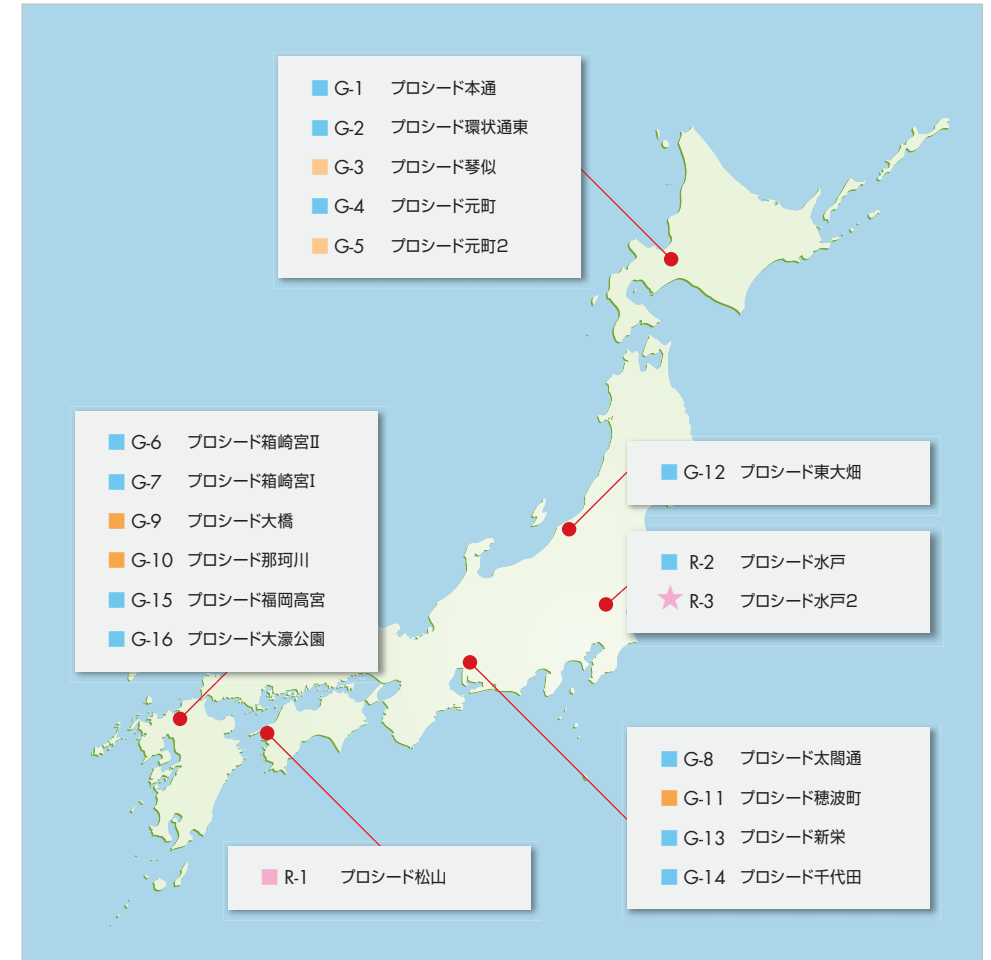 G-1 プロシード本通
G-2 プロシード環状通東
G-3 プロシード琴似
G-4 プロシード元町
G-5 プロシード元町2
G-6 プロシード箱崎宮Ⅱ
G-7 プロシード箱崎宮Ⅰ
G-9 プロシード大橋
G-10 プロシード那珂川
G-15 プロシード福岡高宮
G-16 プロシード大濠公園
G-12 プロシード東大畑
R-2 プロシード水戸
R-3 プロシード水戸2
G-8 プロシード太閤通
G-11 プロシード穂波町
G-13 プロシード新栄
G-14 プロシード千代田
R-1 プロシード松山